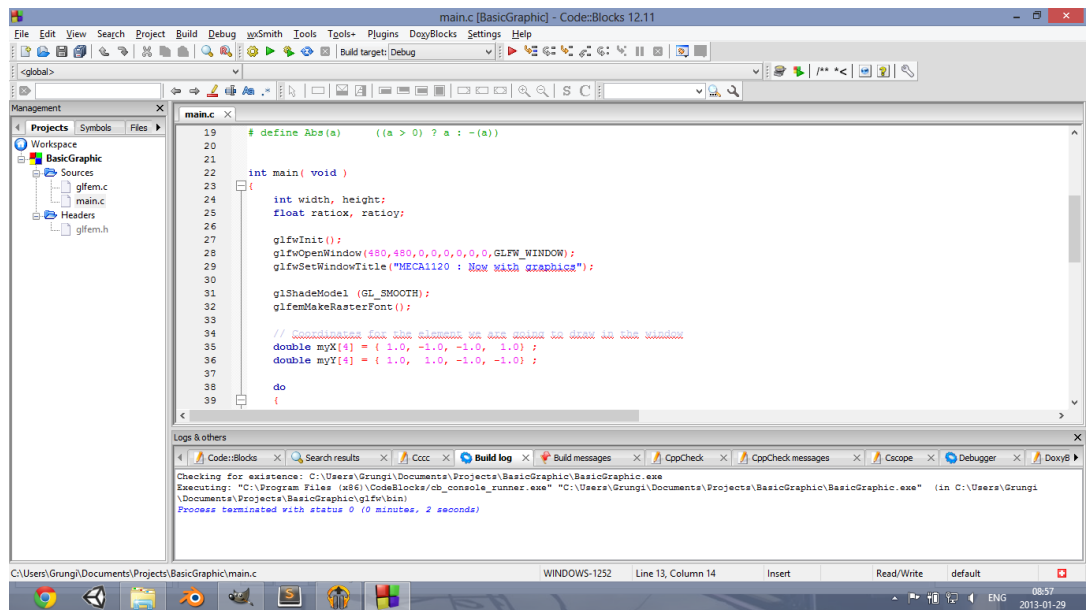 main.c [BasicGraphic] - Code::Blocks 12.11
File Edit View Search Project Build Debug wxSmith Tools Tools+ Plugins DoxyBlocks Settings Help
Build target: Debug
<global>
/** *<
S C
Management
main.c
Projects Symbols Files
Workspace
BasicGraphic
Sources
glfem.c
main.c
Headers
glfem.h
19 # define Abs(a) ((a > 0) ? a : -(a))
20
21
22 int main( void )
23 {
24 int width, height;
25 float ratiox, ratioy;
26
27 glfwInit();
28 glfwOpenWindow(480,480,0,0,0,0,0,0,GLFW_WINDOW);
29 glfwSetWindowTitle("MECA1120 : Now with graphics");
30
31 glShadeModel (GL_SMOOTH);
32 glfemMakeRasterFont();
33
34 // Coordinates for the element we are going to draw in the window
35 double myX[4] = { 1.0, -1.0, -1.0, 1.0} ;
36 double myY[4] = { 1.0, 1.0, -1.0, -1.0} ;
37
38 do
39 {
Logs & others
Code::Blocks Search results Cccc Build log Build messages CppCheck CppCheck messages Cscope Debugger DoxyB
Checking for existence: C:\Users\Grungi\Documents\Projects\BasicGraphic\BasicGraphic.exe
Executing: "C:\Program Files (x86)\CodeBlocks/cb_console_runner.exe" "C:\Users\Grungi\Documents\Projects\BasicGraphic\BasicGraphic.exe" (in C:\Users\Grungi
\Documents\Projects\BasicGraphic\glfw\bin)
Process terminated with status 0 (0 minutes, 2 seconds)
C:\Users\Grungi\Documents\Projects\BasicGraphic\main.c WINDOWS-1252 Line 13, Column 14 Insert Read/Write default
ENG 08:57
2013-01-29